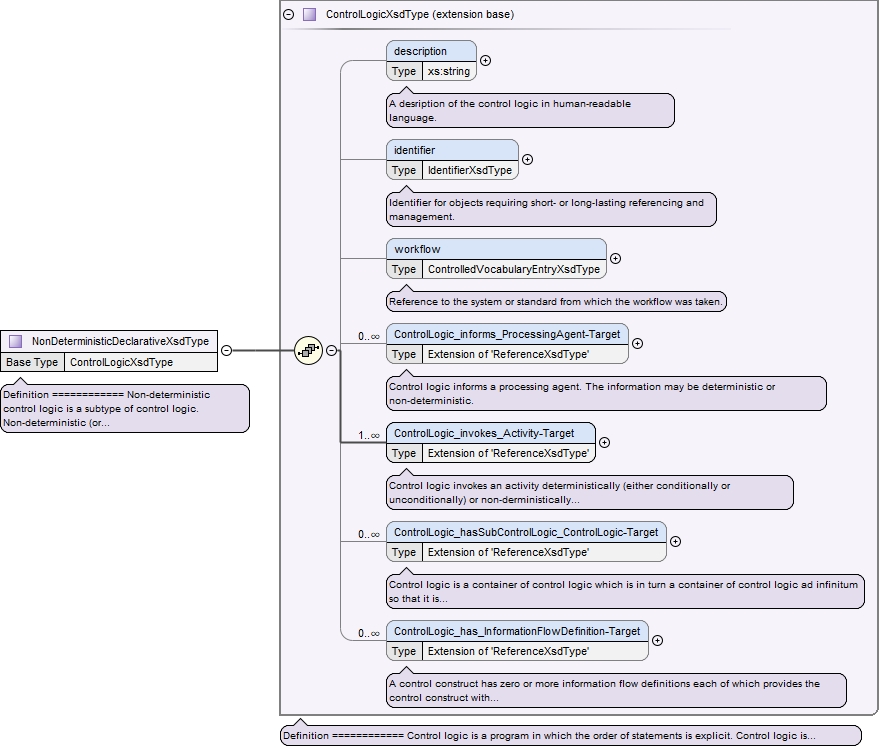 ControlLogicXsdType (extension base)
description
Type xs:string
A desription of the control logic in human-readable
language.
identifier
Type IdentifierXsdType
Identifier for objects requiring short- or long-lasting referencing and
management.
workflow
Type ControlledVocabularyEntryXsdType
Reference to the system or standard from which the workflow was taken.
NonDeterministicDeclarativeXsdType
Base Type ControlLogicXsdType
Definition ============ Non-deterministic
control logic is a subtype of control logic.
Non-deterministic (or...
0..∞ ControlLogic_informs_ProcessingAgent-Target
Type Extension of 'ReferenceXsdType'
Control logic informs a processing agent. The information may be deterministic or
non-deterministic.
1..∞ ControlLogic_invokes_Activity-Target
Type Extension of 'ReferenceXsdType'
Control logic invokes an activity deterministically (either conditionally or
unconditionally) or non-derministically...
0..∞ ControlLogic_hasSubControlLogic_ControlLogic-Target
Type Extension of 'ReferenceXsdType'
Control logic is a container of control logic which is in turn a container of control logic ad infinitum
so that it is...
0..∞ ControlLogic_has_InformationFlowDefinition-Target
Type Extension of 'ReferenceXsdType'
A control construct has zero or more information flow definitions each of which provides the
control construct with...
Definition ============ Control logic is a program in which the order of statements is explicit. Control logic is...